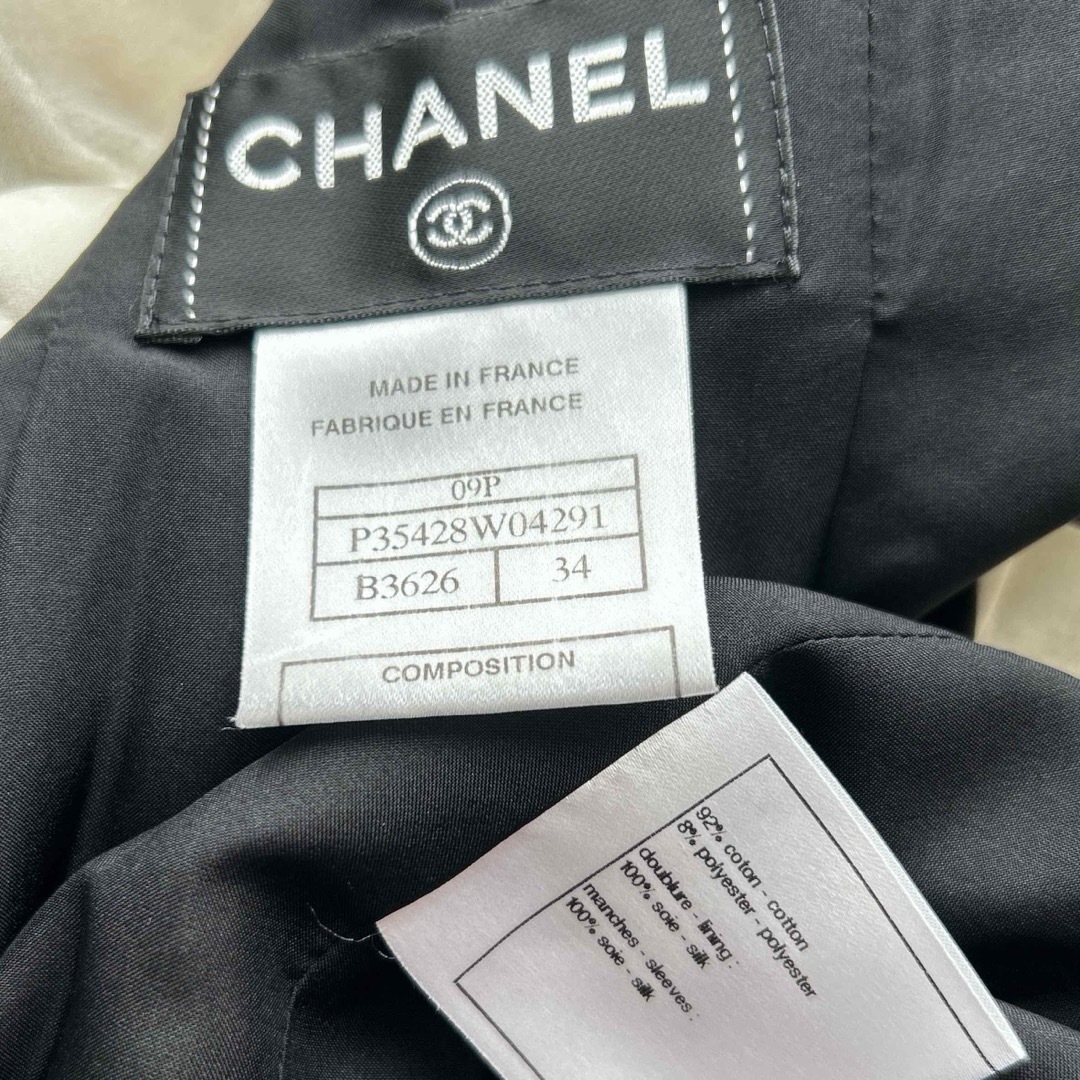 CHANEL
MADE IN FRANCE
FABRIQUE EN FRANCE
09P
P35428W04291
B3626 34
COMPOSITION
92% coton - cotton
8% polyester - polyester
doublure - lining :
100% soie - silk
manches - sleeves :
100% soie - silk